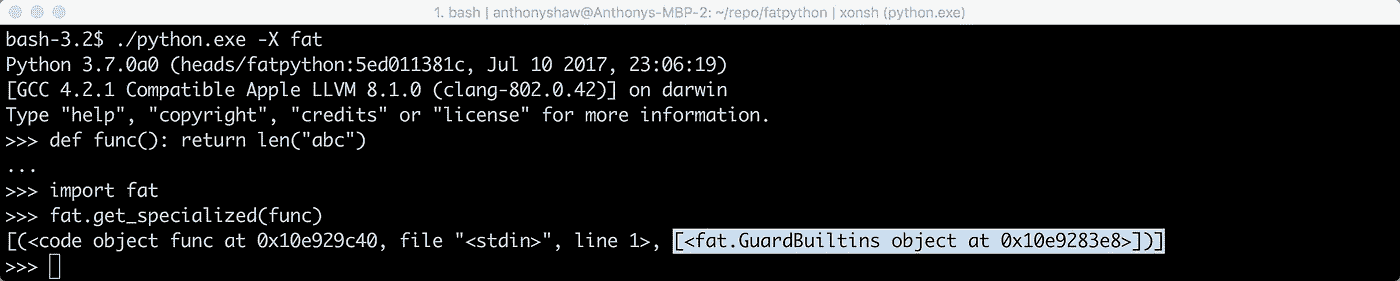 1. bash | anthonyshaw@Anthonys-MBP-2: ~/repo/fatpython | xonsh (python.exe)
bash-3.2$ ./python.exe -X fat
Python 3.7.0a0 (heads/fatpython:5ed011381c, Jul 10 2017, 23:06:19)
[GCC 4.2.1 Compatible Apple LLVM 8.1.0 (clang-802.0.42)] on darwin
Type "help", "copyright", "credits" or "license" for more information.
>>> def func(): return len("abc")
...
>>> import fat
>>> fat.get_specialized(func)
[(<code object func at 0x10e929c40, file "<stdin>", line 1>, [<fat.GuardBuiltins object at 0x10e9283e8>])]
>>>